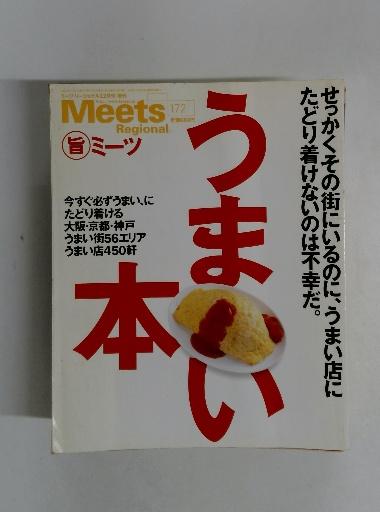 Meets
Regional
172
旨ミーツ
うまい
本
せっかくその街にいるのに、うまい店に
たどり着けないのは不幸だ。
今すぐ必ずうまい、に
たどり着ける
大阪・京都・神戸
うまい街56エリア
うまい店450軒